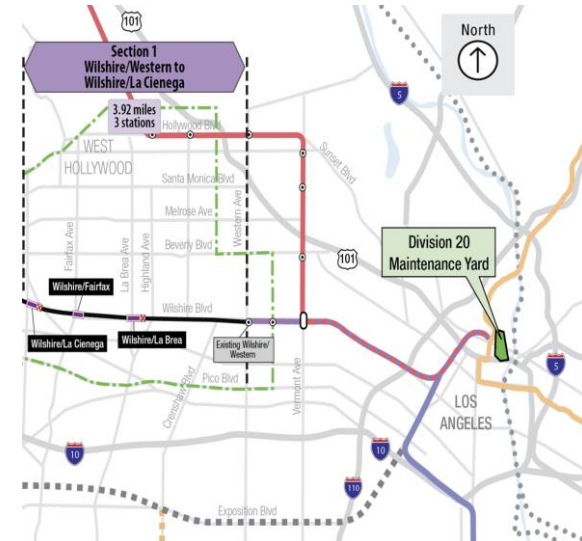 101
North
Section 1
Wilshire/Western to
Wilshire/La Cienega
3.92 miles
3 stations
5
Hollywood Blvd
WEST
HOLLYWOOD
Sunset Blvd
Santa Monica Blvd
Melrose Ave
Western Ave
Fairfax Ave
La Brea Ave
Highland Ave
Beverly Blvd
101
Division 20
Maintenance Yard
Wilshire/Fairfax
Wilshire Blvd
Wilshire/La Cienega
Wilshire/La Brea
Existing Wilshire/
Western
5
Pico Blvd
Crenshaw Blvd
Vermont Ave
LOS
ANGELES
10
10
110
Exposition Blvd